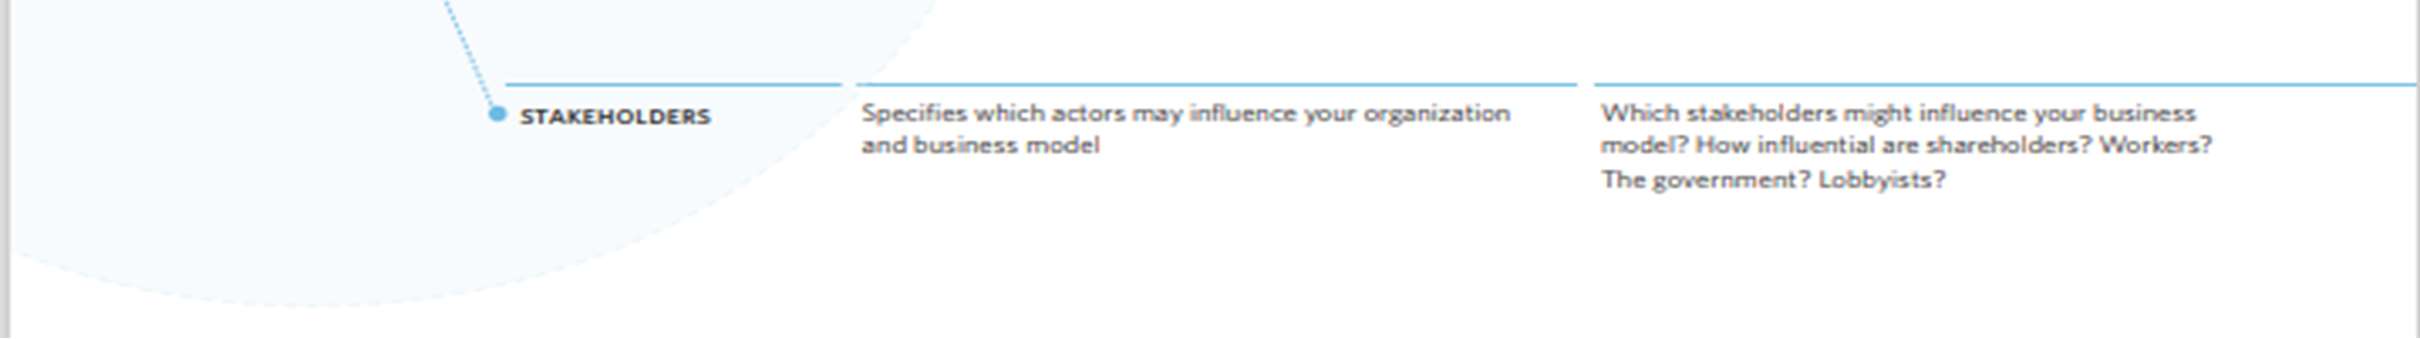 STAKEHOLDERS
Specifies which actors may influence your organization
and business model
Which stakeholders might influence your business
model? How influential are shareholders? Workers?
The government? Lobbyists?